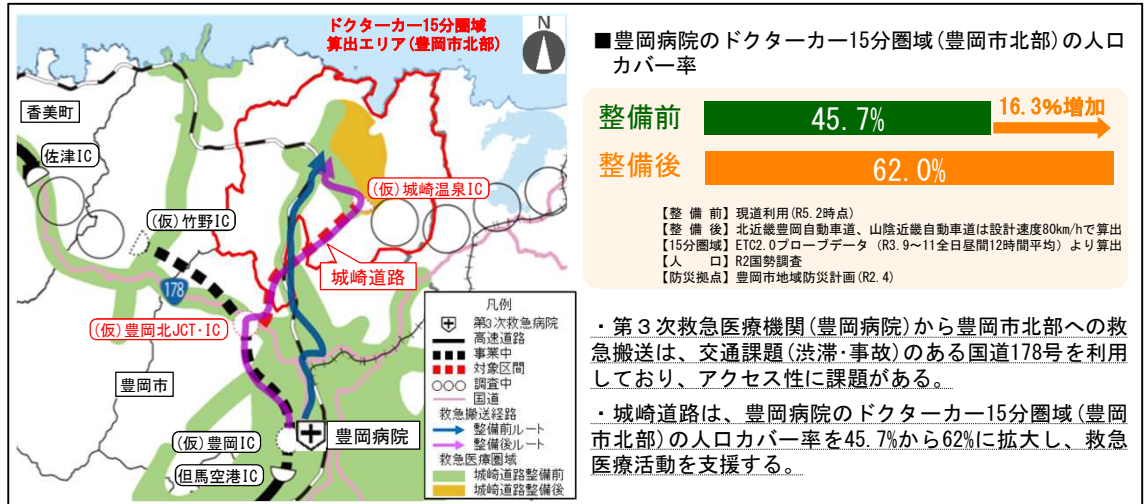 ドクターカー15分圏域
算出エリア(豊岡市北部)
N
香美町
佐津IC
(仮)竹野IC
178
(仮)城崎温泉IC
城崎道路
(仮)豊岡北JCT・IC
豊岡市
(仮)豊岡IC
豊岡病院
但馬空港IC
凡例
第3次救急病院
高速道路
事業中
対象区間
調査中
国道
救急搬送経路
整備前ルート
整備後ルート
救急医療圏域
城崎道路整備前
城崎道路整備後
■豊岡病院のドクターカー15分圏域(豊岡市北部)の人口
カバー率
整備前 45.7% 16.3%増加
整備後 62.0%
【整 備 前】現道利用(R5.2時点)
【整 備 後】北近畿豊岡自動車道、山陰近畿自動車道は設計速度80km/hで算出
【15分圏域】ETC2.0プローブデータ(R3.9~11全日昼間12時間平均)より算出
【人 口】R2国勢調査
【防災拠点】豊岡市地域防災計画(R2.4)
・第3次救急医療機関(豊岡病院)から豊岡市北部への救
急搬送は、交通課題(渋滞・事故)のある国道178号を利用
しており、アクセス性に課題がある。
・城崎道路は、豊岡病院のドクターカー15分圏域(豊岡
市北部)の人口カバー率を45.7%から62%に拡大し、救急
医療活動を支援する。